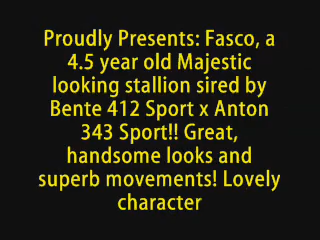 Proudly Presents: Fasco, a
4.5 year old Majestic
looking stallion sired by
Bente 412 Sport x Anton
343 Sport!! Great,
handsome looks and
superb movements! Lovely
character